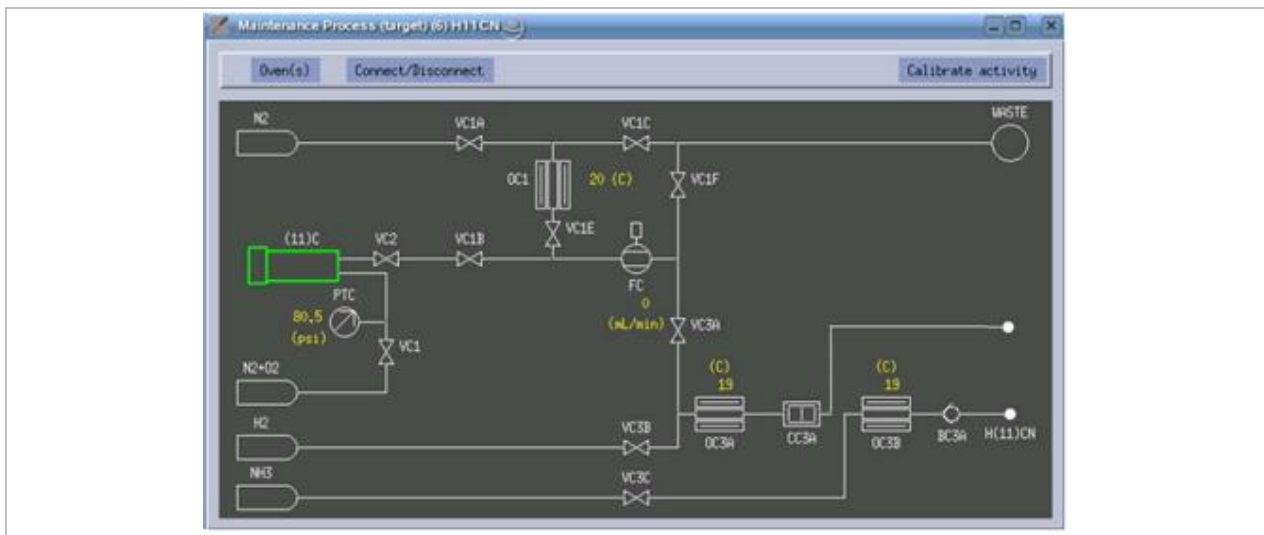 Maintenance Process (target) (6) H11CN
Oven(s) Connect/Disconnect Calibrate activity
N2 VC1A VC1C WASTE
OC1 20 (C) VC1F
VC1E
(11)C VC2 VC1B
FC
PTC
0
80.5 (mL/min) VC3A
(psi) VC1
N2+O2 (C) (C)
19 19
H2 VC3B
OC3A CC3A OC3B BC3A H(11)CN
NH3 VC3C